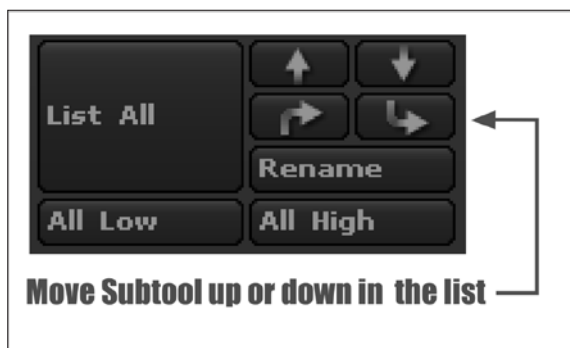 List All
Rename
All Low
All High
Move Subtool up or down in the list